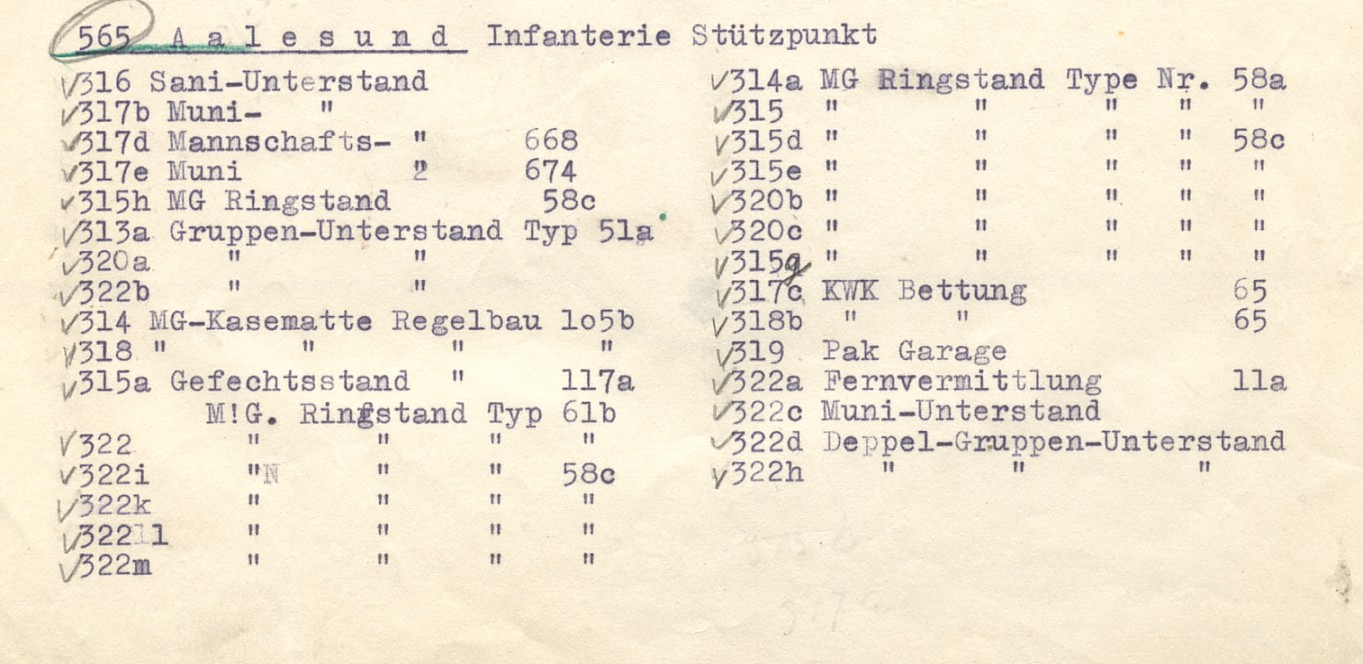 565 A a l e s u n d Infanterie Stützpunkt
316 Sani-Unterstand
317b Muni- "
317d Mannschafts- " 668
317e Muni 2 674
315h MG Ringstand 58c
313a Gruppen-Unterstand Typ 51a
320a " "
322b " "
314 MG-Kasematte Regelbau lo5b
318 " " " "
315a Gefechtsstand " 117a
M!G. Ringstand Typ 61b
322 " " " "
322i "N " " 58c
322k " " " "
322ll " " " "
322m " " " "
314a MG Ringstand Type Nr. 58a
315 " " " " "
315d " " " " 58c
315e " " " " "
320b " " " " "
320c " " " " "
315g " " " " "
317c KWK Bettung 65
318b " " 65
319 Pak Garage
322a Fernvermittlung 11a
322c Muni-Unterstand
322d Deppel-Gruppen-Unterstand
322h " " "